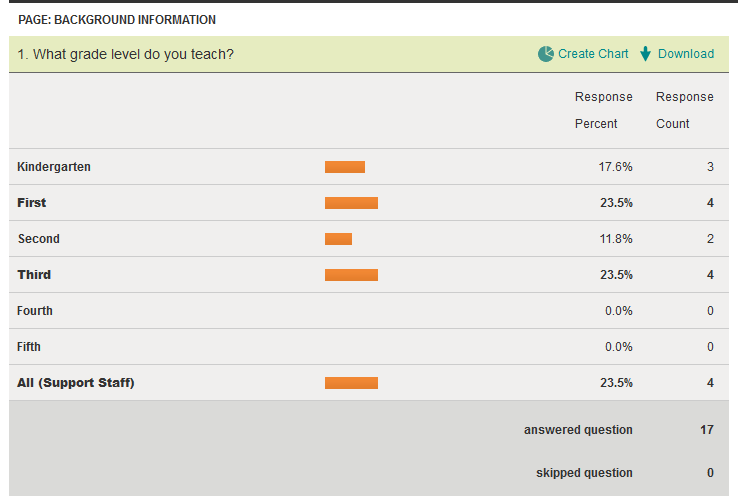 PAGE: BACKGROUND INFORMATION
1. What grade level do you teach? Create Chart Download
Response Response
Percent Count
Kindergarten 17.6% 3
First 23.5% 4
Second 11.8% 2
Third 23.5% 4
Fourth 0.0% 0
Fifth 0.0% 0
All (Support Staff) 23.5% 4
answered question 17
skipped question 0